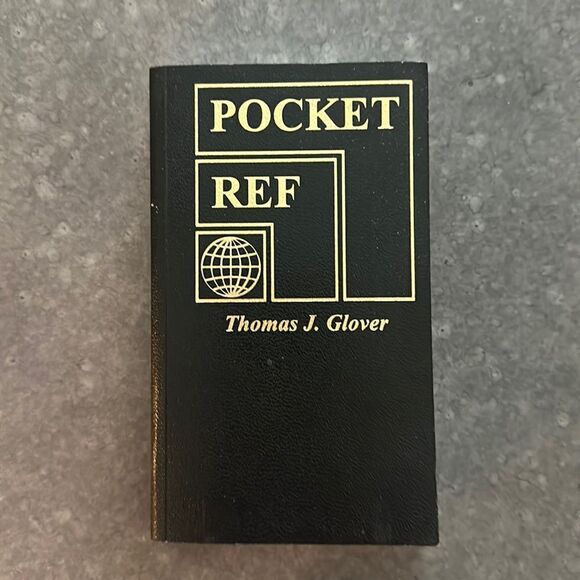 POCKET
REF
Thomas J. Glover